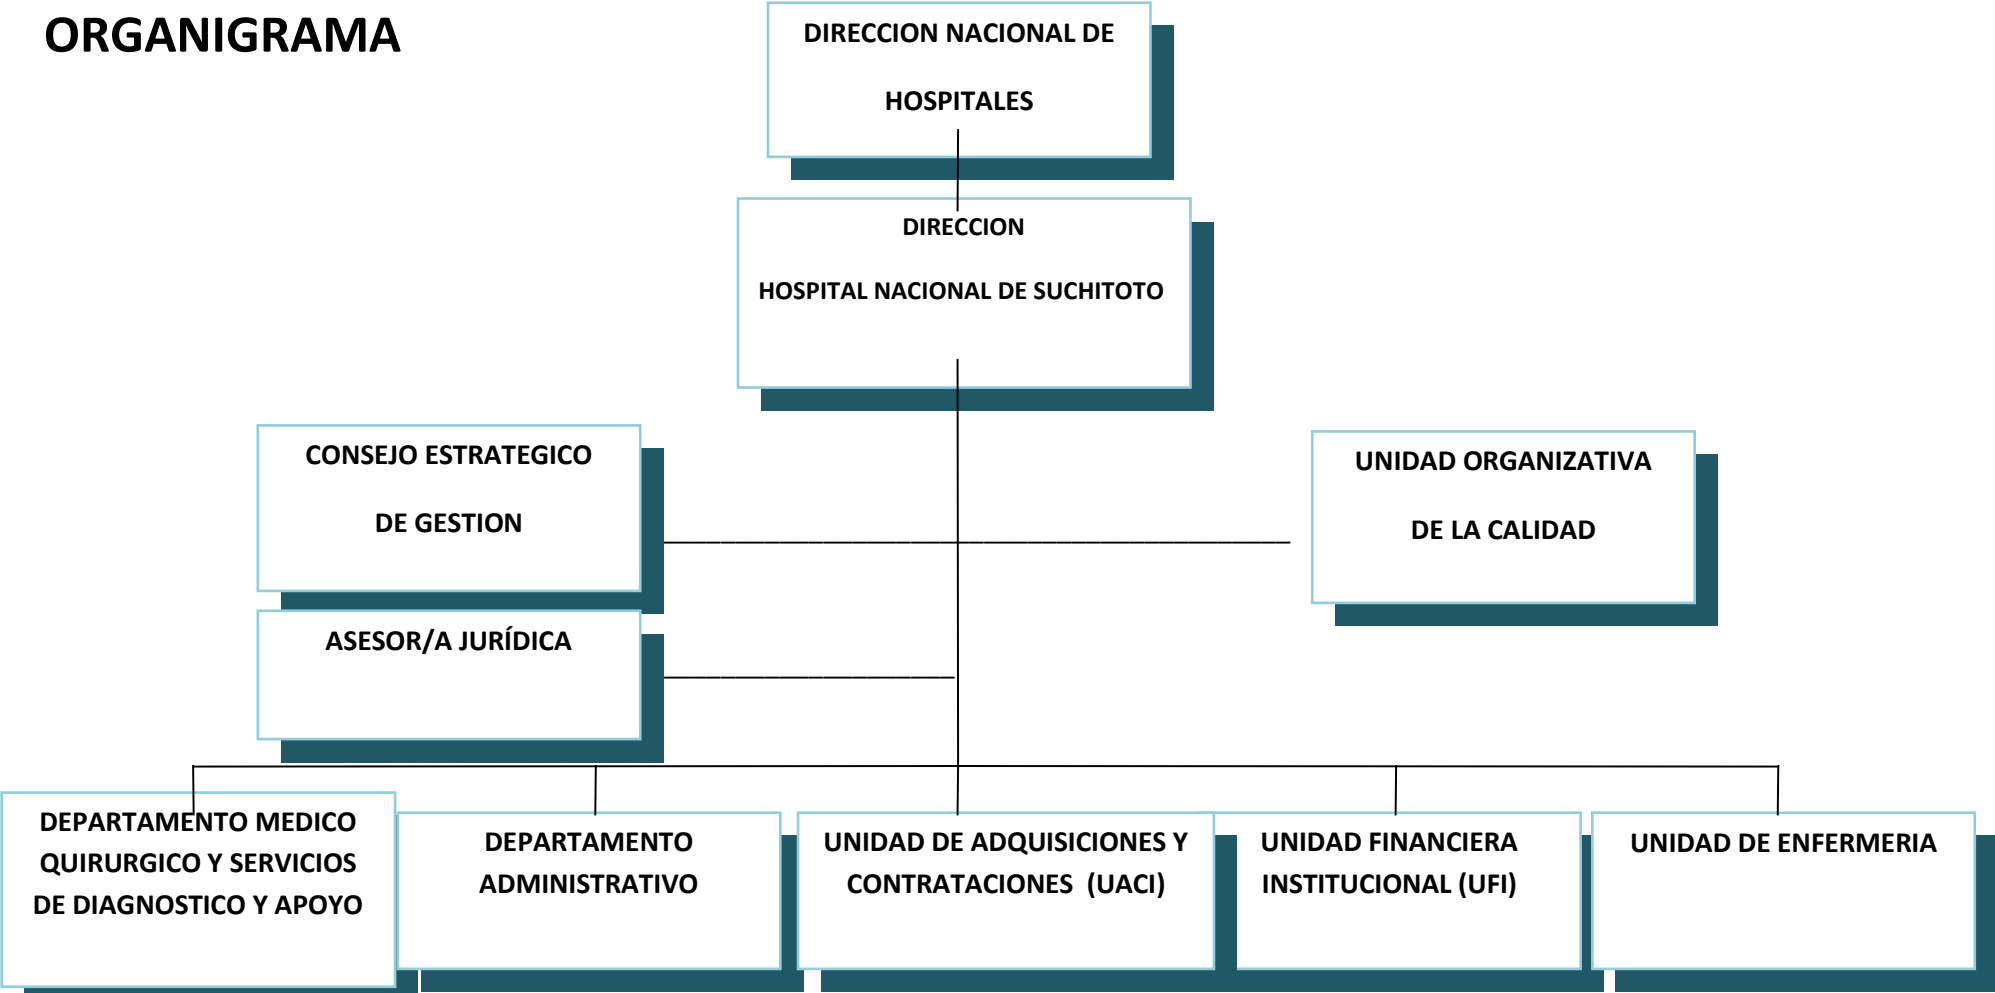 ORGANIGRAMA
DIRECCION NACIONAL DE
HOSPITALES
DIRECCION
HOSPITAL NACIONAL DE SUCHITOTO
CONSEJO ESTRATEGICO
DE GESTION
UNIDAD ORGANIZATIVA
DE LA CALIDAD
ASESOR/A JURÍDICA
DEPARTAMENTO MEDICO
QUIRURGICO Y SERVICIOS
DE DIAGNOSTICO Y APOYO
DEPARTAMENTO
ADMINISTRATIVO
UNIDAD DE ADQUISICIONES Y
CONTRATACIONES (UACI)
UNIDAD FINANCIERA
INSTITUCIONAL (UFI)
UNIDAD DE ENFERMERIA